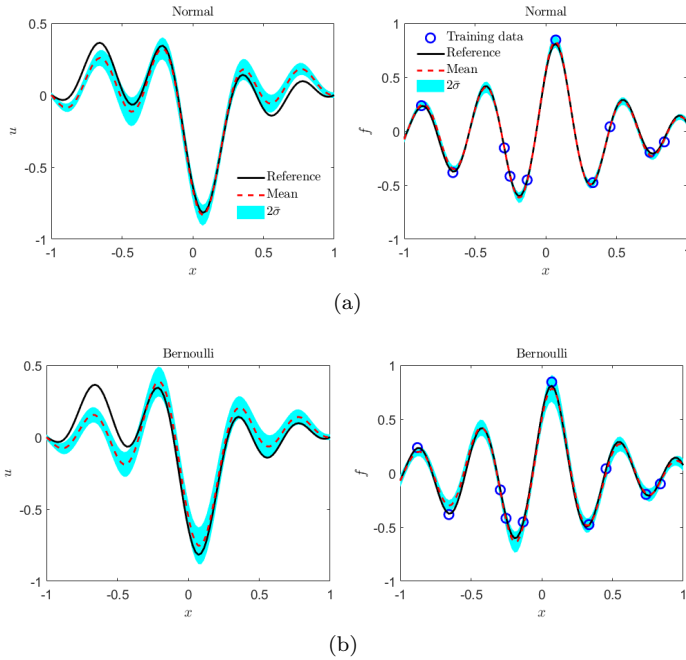 Normal
0.5
0
-0.5
-1
-1 -0.5 0 0.5 1
u
x
Reference
Mean
2σ̄
Normal
1
0.5
0
-0.5
-1
-1 -0.5 0 0.5 1
f
x
Training data
Reference
Mean
2σ̄
(a)
Bernoulli
0.5
0
-0.5
-1
-1 -0.5 0 0.5 1
u
x
Bernoulli
1
0.5
0
-0.5
-1
-1 -0.5 0 0.5 1
f
x
(b)